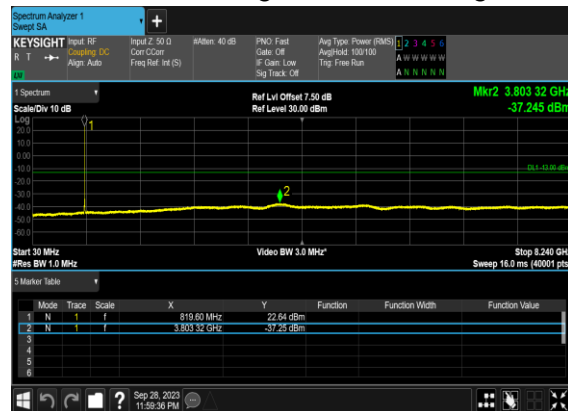 Spectrum Analyzer 1
Swept SA
+
KEYSIGHT Input: RF Input Z: 50 Ω #Atten: 40 dB PNO: Fast Avg Type: Power (RMS) 1 2 3 4 5 6
R T Coupling: DC Corr CCorr Gate: Off Avg|Hold: 100/100 A W W W W W
Align: Auto Freq Ref: Int (S) IF Gain: Low Trig: Free Run
LW Sig Track: Off A N N N N N
1 Spectrum Ref Lvl Offset 7.50 dB Mkr2 3.803 32 GHz
Scale/Div 10 dB Ref Level 30.00 dBm -37.245 dBm
Log 1
20.0
10.0
0.00
-10.0 DL1 -13.00 dBm
-20.0
-30.0 2
-40.0
-50.0
-60.0
Start 30 MHz Video BW 3.0 MHz* Stop 8.240 GHz
#Res BW 1.0 MHz Sweep 16.0 ms (40001 pts)
5 Marker Table
Mode Trace Scale X Y Function Function Width Function Value
1 N 1 f 819.60 MHz 22.64 dBm
2 N 1 f 3.803 32 GHz -37.25 dBm
3
4
5
6
? Sep 28, 2023
11:59:36 PM